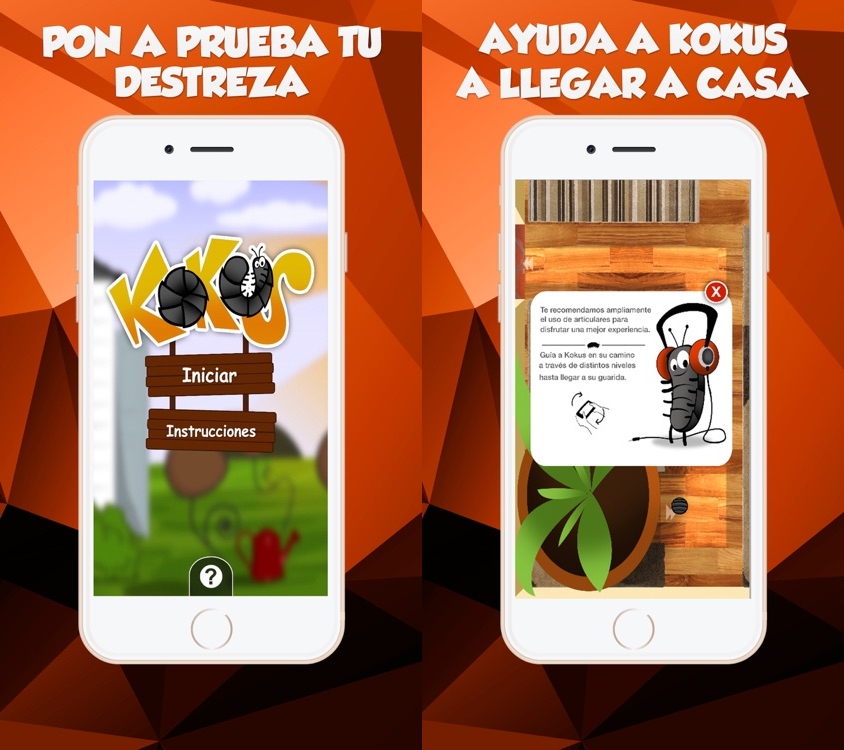 PON A PRUEBA TU
DESTREZA
KOKUS
Iniciar
Instrucciones
?
AYUDA A KOKUS
A LLEGAR A CASA
X
Te recomendamos ampliamente
el uso de articulares para
disfrutar una mejor experiencia.
Guía a Kokus en su camino
a través de distintos niveles
hasta llegar a su guarida.